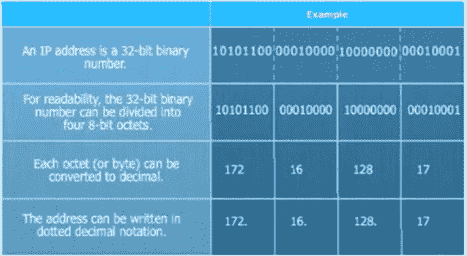 Example
An IP address is a 32-bit binary
number.
10101100 00010000 10000000 00010001
For readability, the 32-bit binary
number can be divided into
four 8-bit octets.
10101100 00010000 10000000 00010001
Each octet (or byte) can be
converted to decimal.
172 16 128 17
The address can be written in
dotted decimal notation.
172. 16. 128. 17